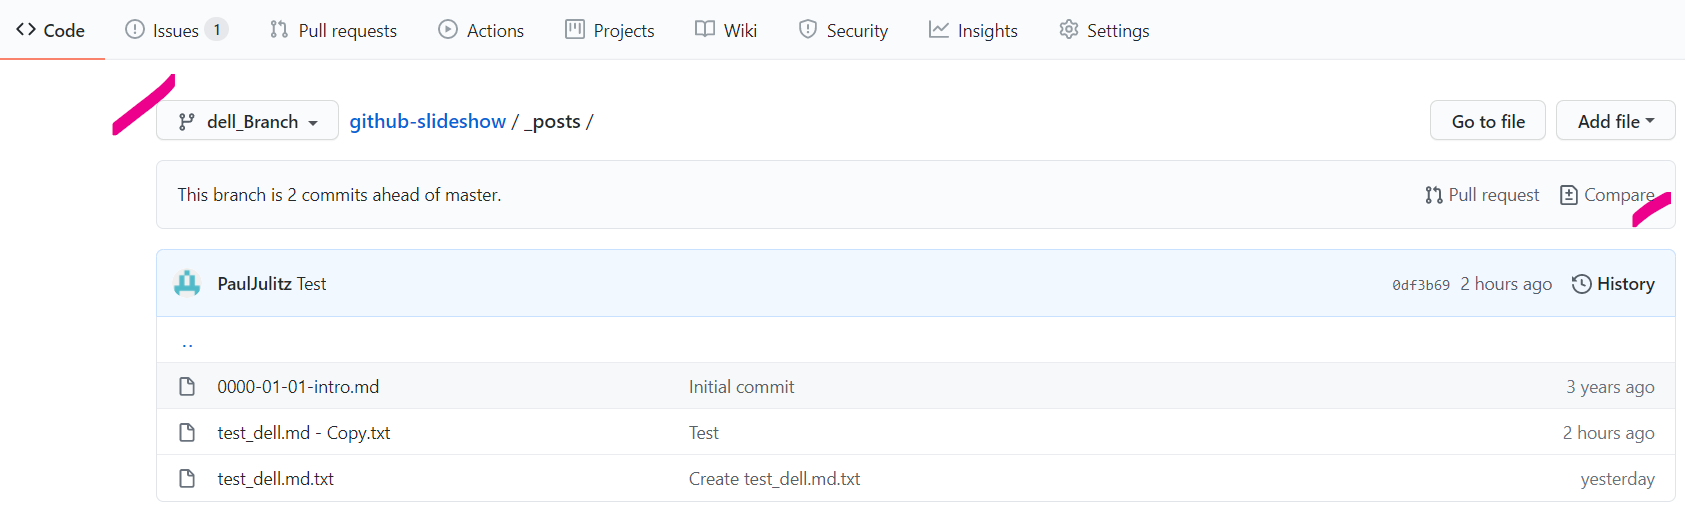 Code Issues 1 Pull requests Actions Projects Wiki Security Insights Settings
dell_Branch github-slideshow / _posts / Go to file Add file
This branch is 2 commits ahead of master. Pull request Compare
PaulJulitz Test 0df3b69 2 hours ago History
..
0000-01-01-intro.md Initial commit 3 years ago
test_dell.md - Copy.txt Test 2 hours ago
test_dell.md.txt Create test_dell.md.txt yesterday